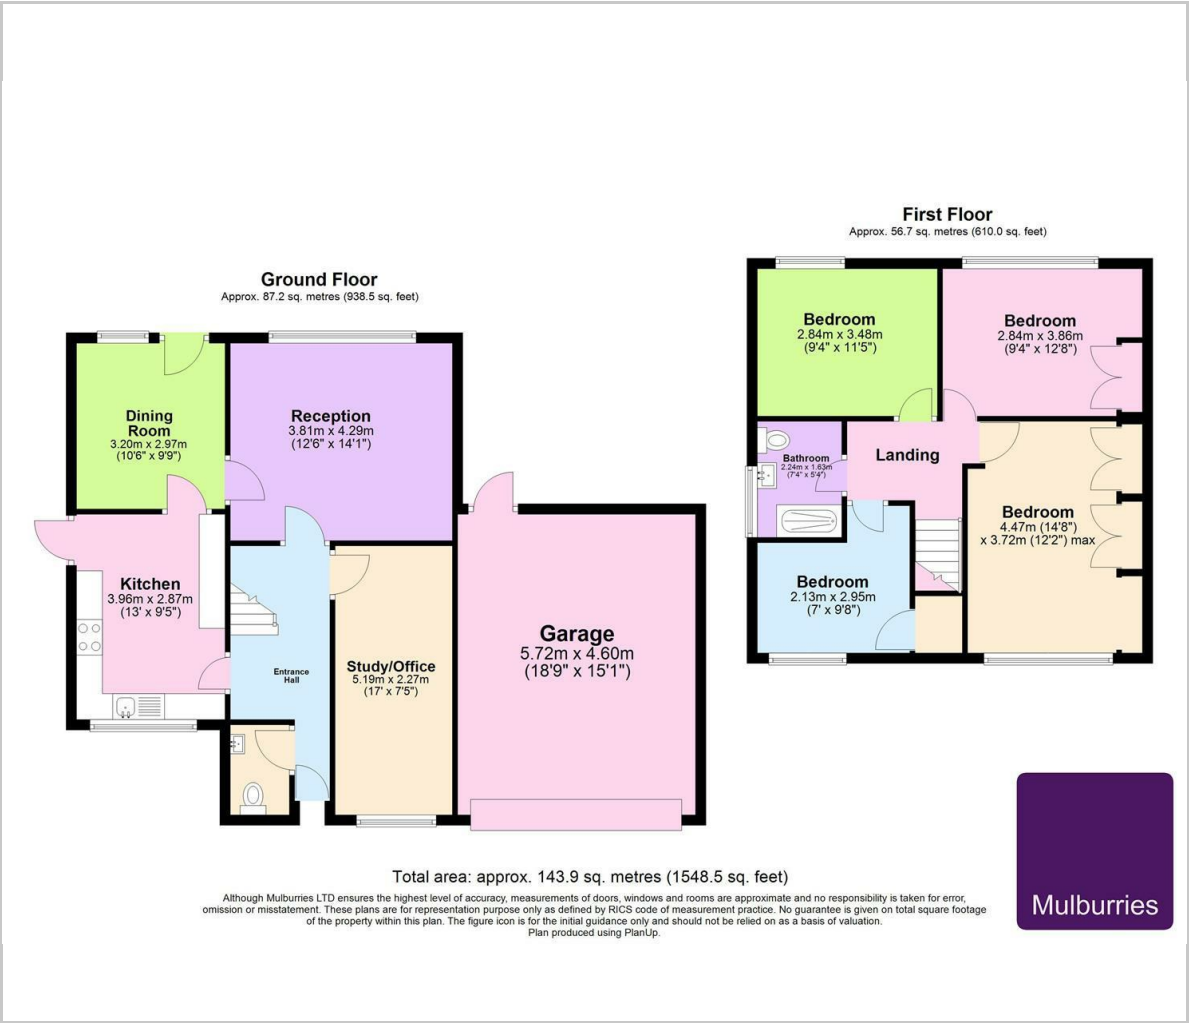 First Floor
Approx. 56.7 sq. metres (610.0 sq. feet)
Ground Floor
Approx. 87.2 sq. metres (938.5 sq. feet)
Bedroom
2.84m x 3.48m
(9'4" x 11'5")
Bedroom
2.84m x 3.86m
(9'4" x 12'8")
Dining
Room
3.20m x 2.97m
(10'6" x 9'9")
Reception
3.81m x 4.29m
(12'6" x 14'1")
Bathroom
2.24m x 1.63m
(7'4" x 5'4")
Landing
Bedroom
4.47m (14'8")
x 3.72m (12'2") max
Kitchen
3.96m x 2.87m
(13' x 9'5")
Bedroom
2.13m x 2.95m
(7' x 9'8")
Entrance
Hall
Study/Office
5.19m x 2.27m
(17' x 7'5")
Garage
5.72m x 4.60m
(18'9" x 15'1")
Total area: approx. 143.9 sq. metres (1548.5 sq. feet)
Although Mulburries LTD ensures the highest level of accuracy, measurements of doors, windows and rooms are approximate and no responsibility is taken for error,
omission or misstatement. These plans are for representation purpose only as defined by RICS code of measurement practice. No guarantee is given on total square footage
of the property within this plan. The figure icon is for the initial guidance only and should not be relied on as a basis of valuation.
Plan produced using PlanUp.
Mulburries